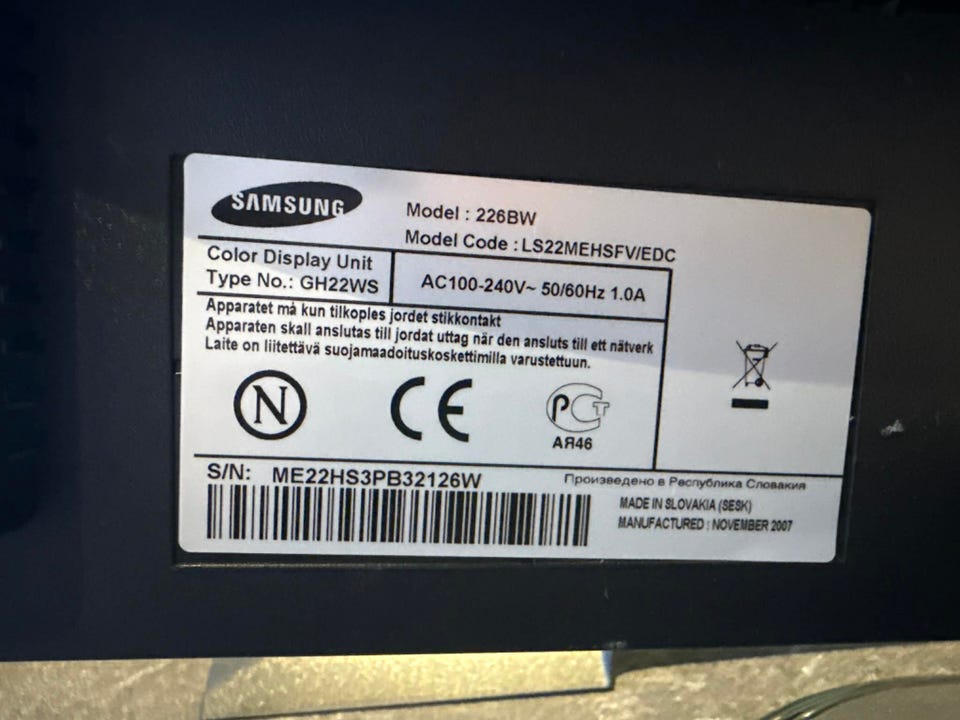 SAMSUNG
Model : 226BW
Model Code : LS22MEHSFV/EDC
Color Display Unit
Type No.: GH22WS
AC100-240V~ 50/60Hz 1.0A
Apparatet må kun tilkoples jordet stikkontakt
Apparaten skall anslutas till jordat uttag när den ansluts till ett nätverk
Laite on liitettävä suojamaadoituskoskettimilla varustettuun.
N
CE
РСТ
АЯ46
S/N: ME22HS3PB32126W
Произведено в Республика Словакия
MADE IN SLOVAKIA (SESK)
MANUFACTURED : NOVEMBER 2007